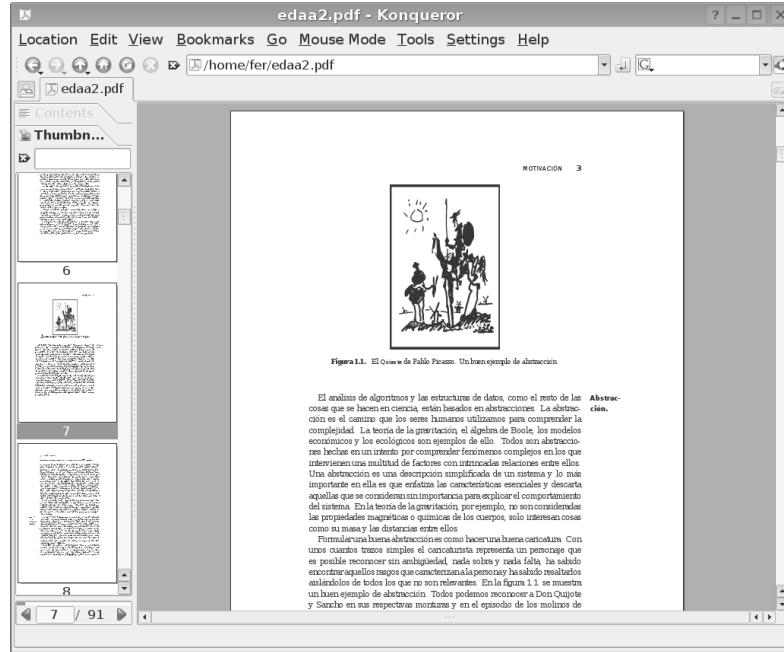 edaa2.pdf - Konqueror
Location Edit View Bookmarks Go Mouse Mode Tools Settings Help
/home/fer/edaa2.pdf
G
edaa2.pdf
Contents
Thumbn...
6
7
8
7 / 91
MOTIVACIÓN 3
Figura 1.1. El Quijote de Pablo Picasso. Un buen ejemplo de abstracción
El análisis de algoritmos y las estructuras de datos, como el resto de las
Abstrac-
ción.
cosas que se hacen en ciencia, están basados en abstracciones. La abstrac-
ción es el camino que los seres humanos utilizamos para comprender la
complejidad. La teoría de la gravitación, el álgebra de Boole, los modelos
económicos y los ecológicos son ejemplos de ello. Todos son abstraccio-
nes hechas en un intento por comprender fenómenos complejos en los que
intervienen una multitud de factores con intrincadas relaciones entre ellos.
Una abstracción es una descripción simplificada de un sistema y lo más
importante en ella es que enfatiza las características esenciales y descarta
aquellas que se consideran sin importancia para explicar el comportamiento
del sistema. En la teoría de la gravitación, por ejemplo, no son consideradas
las propiedades magnéticas o químicas de los cuerpos, solo interesan cosas
como su masa y las distancias entre ellos.
Formular una buena abstracción es como hacer una buena caricatura. Con
unos cuantos trazos simples el caricaturista representa un personaje que
es posible reconocer sin ambigüedad, nada sobra y nada falta, ha sabido
encontrar aquellos rasgos que caracterizan a la persona y ha sabido resaltarlos
aislándolos de todos los que no son relevantes. En la figura 1.1 se muestra
un buen ejemplo de abstracción. Todos podemos reconocer a Don Quijote
y Sancho en sus respectivas monturas y en el episodio de los molinos de